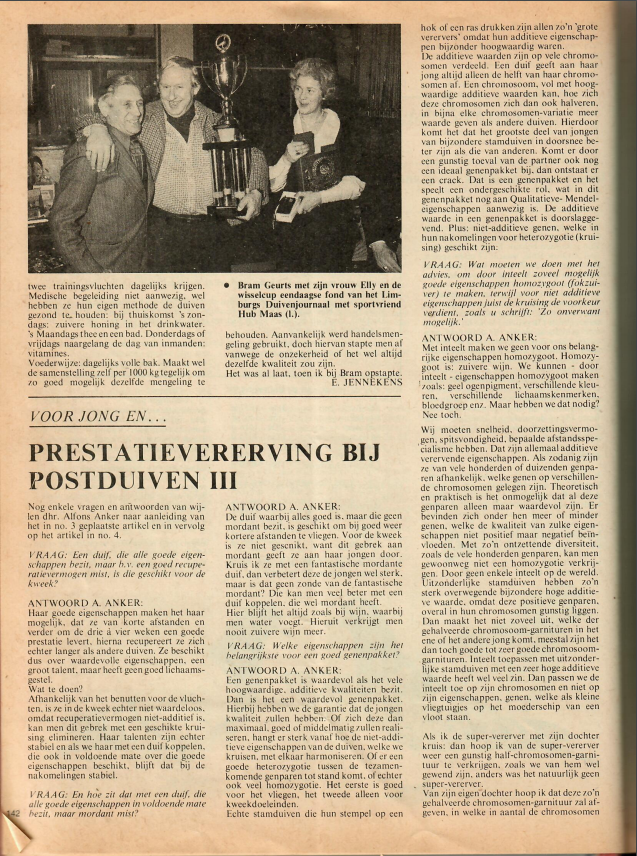 twee trainingsvluchten dagelijks krijgen.
Medische begeleiding niet aanwezig, wel
hebben ze hun eigen methode de duiven
gezond te houden: bij thuiskomst 's zon-
dags: zuivere honing in het drinkwater.
's Maandags thee en een bad. Donderdags of
vrijdags naargelang de dag van inmanden:
vitamines.
Voederwijze: dagelijks volle bak. Maakt wel
de samenstelling zelf per 1000 kg tegelijk om
zo goed mogelijk dezelfde mengeling te
● Bram Geurts met zijn vrouw Elly en de
wisselcup eendaagse fond van het Lim-
burgs Duivenjournaal met sportvriend
Hub Maas (l.).
behouden. Aanvankelijk werd handelsmen-
geling gebruikt, doch hiervan stapte men af
vanwege de onzekerheid of het wel altijd
dezelfde kwaliteit zou zijn.
Het was al laat, toen ik bij Bram opstapte.
E. JENNEKENS
VOOR JONG EN...
PRESTATIEVERERVING BIJ
POSTDUIVEN III
Nog enkele vragen en antwoorden van wij-
len dhr. Alfons Anker naar aanleiding van
het in no. 3 geplaatste artikel en in vervolg
op het artikel in no. 4.
VRAAG: Een duif, die alle goede eigen-
schappen bezit, maar b.v. een goed recupe-
ratievermogen mist, is die geschikt voor de
kweek?
ANTWOORD A. ANKER:
Haar goede eigenschappen maken het haar
mogelijk, dat ze van korte afstanden en
verder om de drie à vier weken een goede
prestatie levert, hierna recupereert ze zich
echter langer als andere duiven. Ze beschikt
dus over waardevolle eigenschappen, een
groot talent, maar heeft geen goed lichaams-
gestel.
Wat te doen?
Afhankelijk van het benutten voor de vluch-
ten, is ze in de kweek echter niet waardeloos,
omdat recuperatievermogen niet-additief is,
kan men dit gebrek met een geschikte krui-
sing elimineren. Haar talenten zijn echter
stabiel en als we haar met een duif koppelen,
die ook in voldoende mate over die goede
eigenschappen beschikt, blijft dat bij de
nakomelingen stabiel.
VRAAG: En hoe zit dat met een duif, die
alle goede eigenschappen in voldoende mate
bezit, maar mordant mist?
142
ANTWOORD A. ANKER:
De duif waarbij alles goed is, maar die geen
mordant bezit, is geschikt om bij goed weer
kortere afstanden te vliegen. Voor de kweek
is ze niet geschikt, want dit gebrek aan
mordant geeft ze aan haar jongen door.
Kruis ik ze met een fantastische mordante
duif, dan verbetert deze de jongen wel sterk,
maar is dat geen zonde van de fantastische
mordant? Die kan men veel beter met een
duif koppelen, die wel mordant heeft.
Hier blijft het altijd zoals bij wijn, waarbij
men water voegt. Hieruit verkrijgt men
nooit zuivere wijn meer.
VRAAG: Welke eigenschappen zijn het
belangrijkste voor een goed genenpakket?
ANTWOORD A. ANKER:
Een genenpakket is waardevol als het vele
hoogwaardige, additieve kwaliteiten bezit.
Dan is het een waardevol genenpakket.
Hierbij hebben we de garantie dat de jongen
kwaliteit zullen hebben. Of zich deze dan
maximaal, goed of middelmatig zullen reali-
seren, hangt er sterk vanaf hoe de niet-addi-
tieve eigenschappen van de duiven, welke we
kruisen, met elkaar harmoniseren. Of er een
goede heterozygotie tussen de tezamen-
komende genparen tot stand komt, of echter
ook veel homozygotie. Het eerste is goed
voor het vliegen, het tweede alleen voor
kweekdoeleinden.
Echte stamduiven die hun stempel op een
hok of een ras drukken zijn allen zo'n 'grote
verververs' omdat hun additieve eigenschap-
pen bijzonder hoogwaardig waren.
De additieve waarden zijn op vele chromo-
somen verdeeld. Een duif geeft aan haar
jong altijd alleen de helft van haar chromo-
somen af. Een chromosoom, vol met hoog-
waardige additieve waarden kan, hoe zich
deze chromosomen zich dan ook halveren,
in bijna elke chromosomen-variatie meer
waarde geven als andere duiven. Hierdoor
komt het dat het grootste deel van jongen
van bijzondere stamduiven in doorsnee be-
ter zijn als die van anderen. Komt er door
een gunstig toeval van de partner ook nog
een ideaal genenpakket bij, dan ontstaat er
een crack. Dat is een genenpakket en het
speelt een ondergeschikte rol, wat in dit
genenpakket nog aan Qualitatieve- Mendel-
eigenschappen aanwezig is. De additieve
waarde in een genenpakket is doorslagge-
vend. Plus: niet-additieve genen, welke in
hun nakomelingen voor heterozygotie (krui-
sing) geschikt zijn.
VRAAG: Wat moeten we doen met het
advies, om door inteelt zoveel mogelijk
goede eigenschappen homozygoot (fokzui-
ver) te maken, terwijl voor niet additieve
eigenschappen juist de kruising de voorkeur
verdient, zoals u schrijft: 'Zo onverwant
mogelijk.'
ANTWOORD A. ANKER:
Met inteelt maken we geen voor ons belang-
rijke eigenschappen homozygoot. Homozy-
goot is: zuivere wijn. We kunnen - door
inteelt - eigenschappen homozygoot maken
zoals: geel ogenpigment, verschillende kleu-
ren, verschillende lichaamskenmerken,
bloedgroep enz. Maar hebben we dat nodig?
Nee toch.
Wij moeten snelheid, doorzettingsvermo-
gen, spitsvondigheid, bepaalde afstandsspe-
cialisme hebben. Dat zijn allemaal additieve
verervende eigenschappen. Als zodanig zijn
ze van vele honderden of duizenden genpa-
ren afhankelijk, welke genen op verschillen-
de chromosomen gelegen zijn. Theoretisch
en praktisch is het onmogelijk dat al deze
genparen alleen maar waardevol zijn. Er
bevinden zich onder hen meer of minder
genen, welke de kwaliteit van zulke eigen-
schappen niet positief maar negatief beïn-
vloeden. Met zo'n ontzettende diversiteit,
zoals de vele honderden genparen, kan men
gewoonweg niet een homozygotie verkrij-
gen. Door geen enkele inteelt op de wereld.
Uitzonderlijke stamduiven hebben zo'n
sterk overwegende bijzondere hoge additie-
ve waarde, omdat deze positieve genparen,
overal in hun chromosomen gunstig liggen.
Dan maakt het niet zoveel uit, welke der
gehalveerde chromosomen-garnituren in het
ene of het andere jong komt, meestal zijn het
dan toch goede tot zeer goede chromosoom-
garnituren. Inteelt toepassen met uitzonder-
lijke stamduiven met een zeer hoge additieve
waarde heeft wel veel zin. Dan passen we de
inteelt toe op zijn chromosomen en niet op
zijn eigenschappen, genen, welke als kleine
vliegtuigjes op het moederschip van een
vloot staan.
Als ik de super-ververer met zijn dochter
kruis: dan hoop ik van de super-ververer
weer een gunstig half-chromosomen-garni-
tuur te verkrijgen, zoals we van hem wel
gewend zijn, anders was het natuurlijk geen
super-ververer.
Van zijn eigen dochter hoop ik dat deze zo'n
gehalveerde chromosomen-garnituur zal af-
geven, in welke in aantal de chromosomen